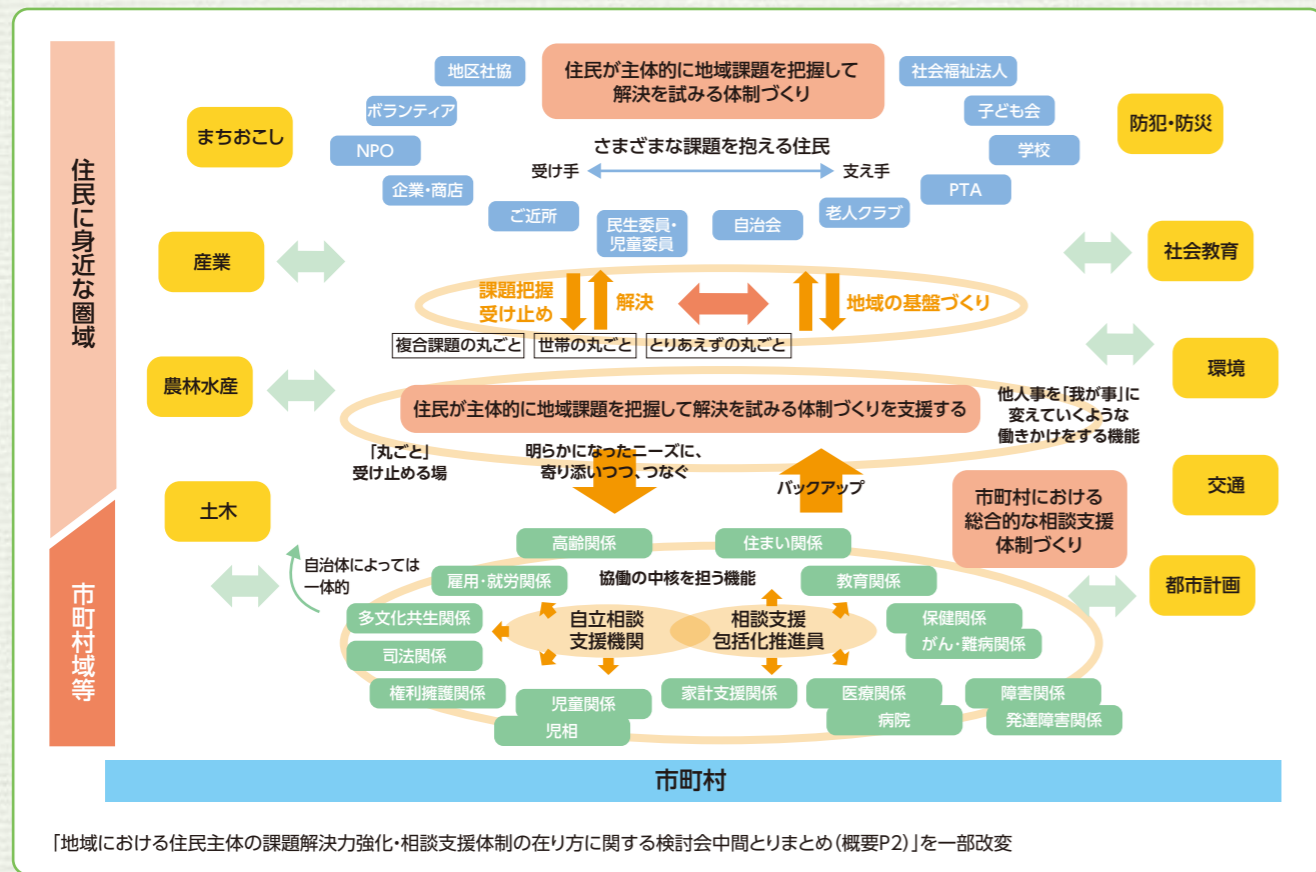 住民に身近な圏域
市町村域等
住民が主体的に地域課題を把握して
解決を試みる体制づくり
地区社協
ボランティア
NPO
企業・商店
ご近所
民生委員・
児童委員
自治会
老人クラブ
PTA
学校
子ども会
社会福祉法人
さまざまな課題を抱える住民
受け手
支え手
まちおこし
産業
農林水産
土木
防犯・防災
社会教育
環境
交通
都市計画
課題把握
受け止め
解決
地域の基盤づくり
複合課題の丸ごと
世帯の丸ごと
とりあえずの丸ごと
住民が主体的に地域課題を把握して解決を試みる体制づくりを支援する
他人事を「我が事」に
変えていくような
働きかけをする機能
「丸ごと」
受け止める場
明らかになったニーズに、
寄り添いつつ、つなぐ
バックアップ
市町村における
総合的な相談支援
体制づくり
自治体によっては
一体的
高齢関係
住まい関係
雇用・就労関係
協働の中核を担う機能
教育関係
多文化共生関係
自立相談
支援機関
相談支援
包括化推進員
保健関係
がん・難病関係
司法関係
権利擁護関係
児童関係
児相
家計支援関係
医療関係
病院
障害関係
発達障害関係
市町村
「地域における住民主体の課題解決力強化・相談支援体制の在り方に関する検討会中間とりまとめ(概要P2)」を一部改変